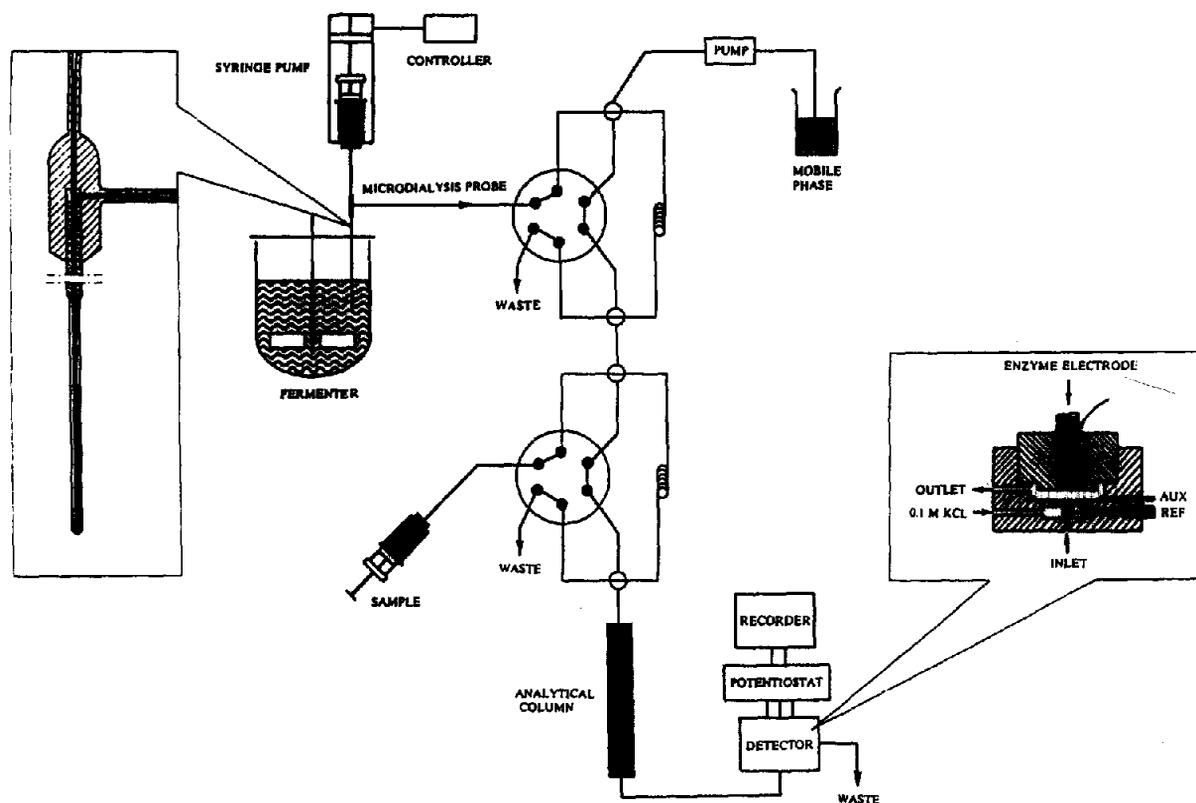 SYRINGE PUMP
CONTROLLER
PUMP
MOBILE
PHASE
MICRODIALYSIS PROBE
WASTE
FERMENTER
ENZYME ELECTRODE
OUTLET
AUX
0.1 M KCL
REF
INLET
WASTE
SAMPLE
RECORDER
POTENTIOSTAT
ANALYTICAL
COLUMN
DETECTOR
WASTE